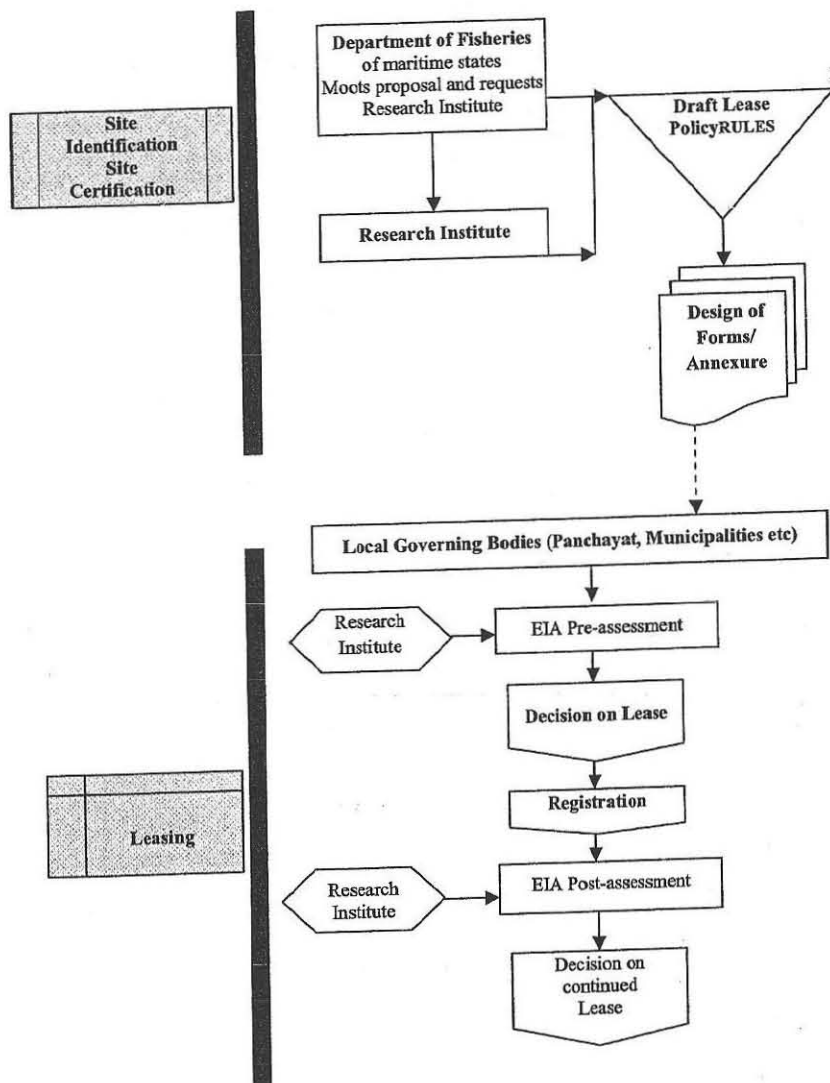 Site
Identification
Site
Certification
Department of Fisheries
of maritime states
Moots proposal and requests
Research Institute
Draft Lease
PolicyRULES
Research Institute
Design of
Forms/
Annexure
Local Governing Bodies (Panchayat, Municipalities etc)
Research
Institute
EIA Pre-assessment
Decision on Lease
Registration
Leasing
Research
Institute
EIA Post-assessment
Decision on
continued
Lease